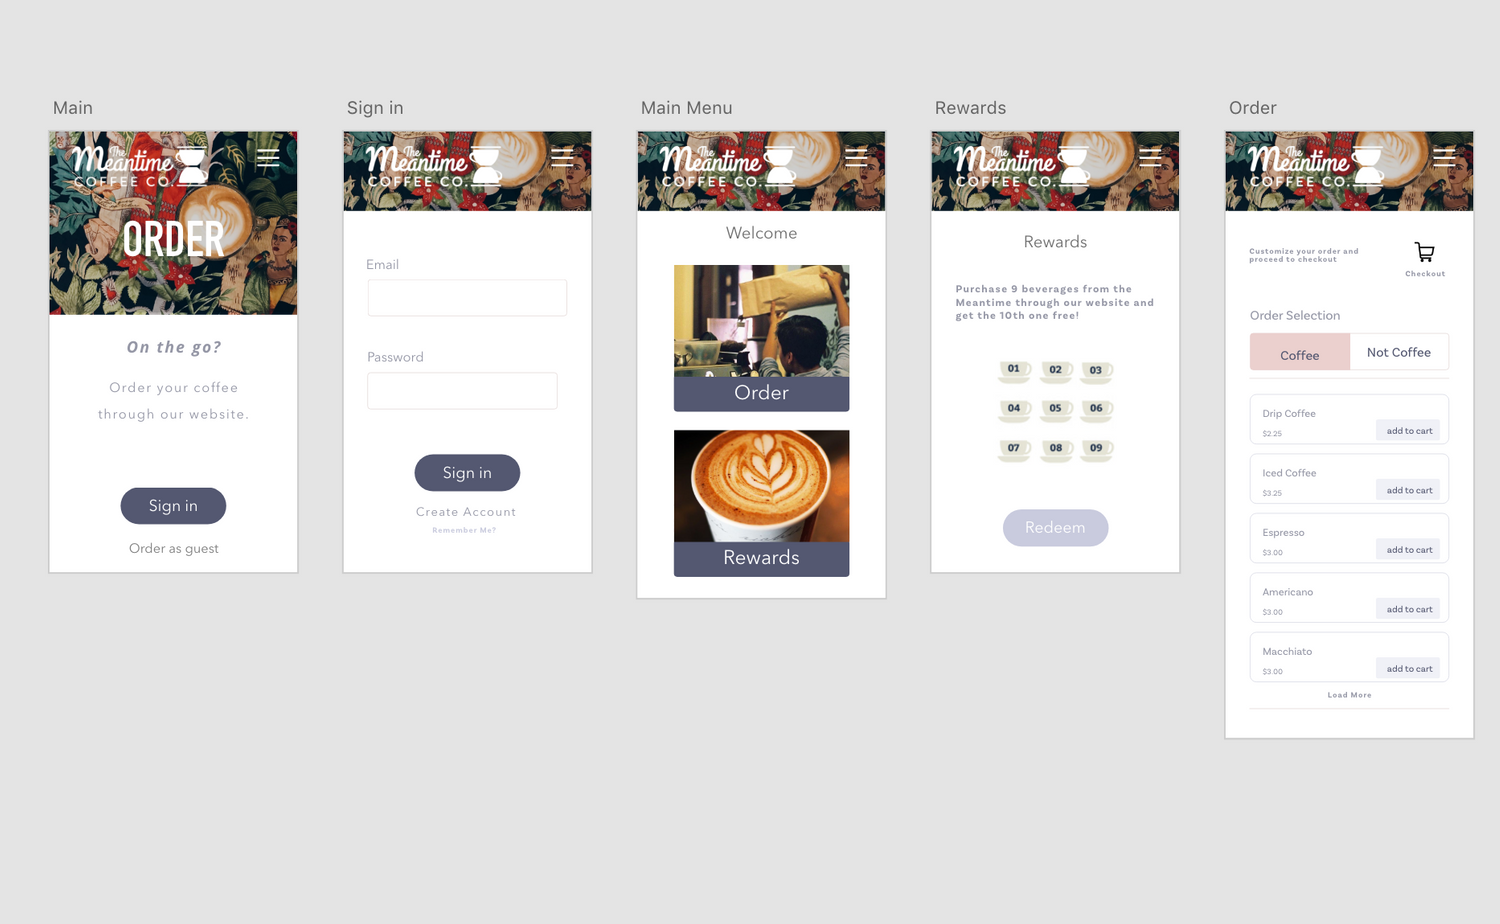 Main
The
Meantime
COFFEE CO.
ORDER
On the go?
Order your coffee
through our website.
Sign in
Order as guest
Sign in
The
Meantime
COFFEE CO.
Email
Password
Sign in
Create Account
Remember Me?
Main Menu
The
Meantime
COFFEE CO.
Welcome
Order
Rewards
Rewards
The
Meantime
COFFEE CO.
Rewards
Purchase 9 beverages from the
Meantime through our website and
get the 10th one free!
01 02 03
04 05 06
07 08 09
Redeem
Order
The
Meantime
COFFEE CO.
Customize your order and
proceed to checkout
Checkout
Order Selection
Coffee Not Coffee
Drip Coffee
$2.25 add to cart
Iced Coffee
$3.25 add to cart
Espresso
$3.00 add to cart
Americano
$3.00 add to cart
Macchiato
$3.00 add to cart
Load More